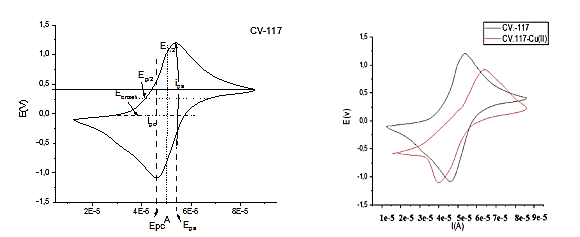 CV-117
1,5
1,0
0,5
0,0
-0,5
-1,0
-1,5
E(V)
E1/2
Ep/2
Eonset
ipa
ipc
2E-5 4E-5 6E-5 8E-5
A
Epc
Epa
CV.-117
CV.117-Cu(II)
1,5
1,0
0,5
0,0
-0,5
-1,0
-1,5
E(v)
1e-5 2e-5 3e-5 4e-5 5e-5 6e-5 7e-5 8e-5 9e-5
I(A)